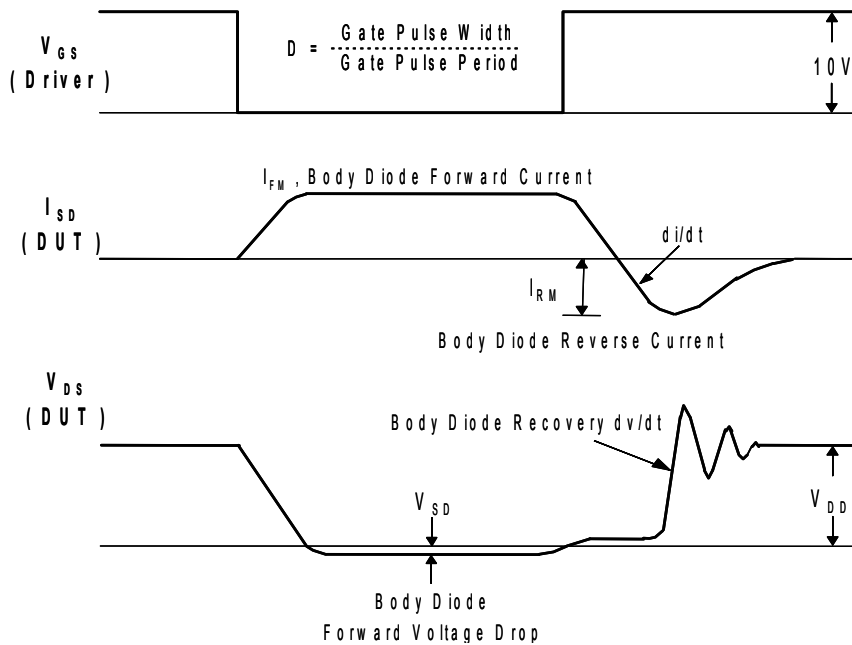 V_GS
(Driver)
D = Gate Pulse Width
Gate Pulse Period
10V
I_FM , Body Diode Forward Current
I_SD
(DUT)
di/dt
I_RM
Body Diode Reverse Current
V_DS
(DUT)
Body Diode Recovery dv/dt
V_SD
V_DD
Body Diode
Forward Voltage Drop